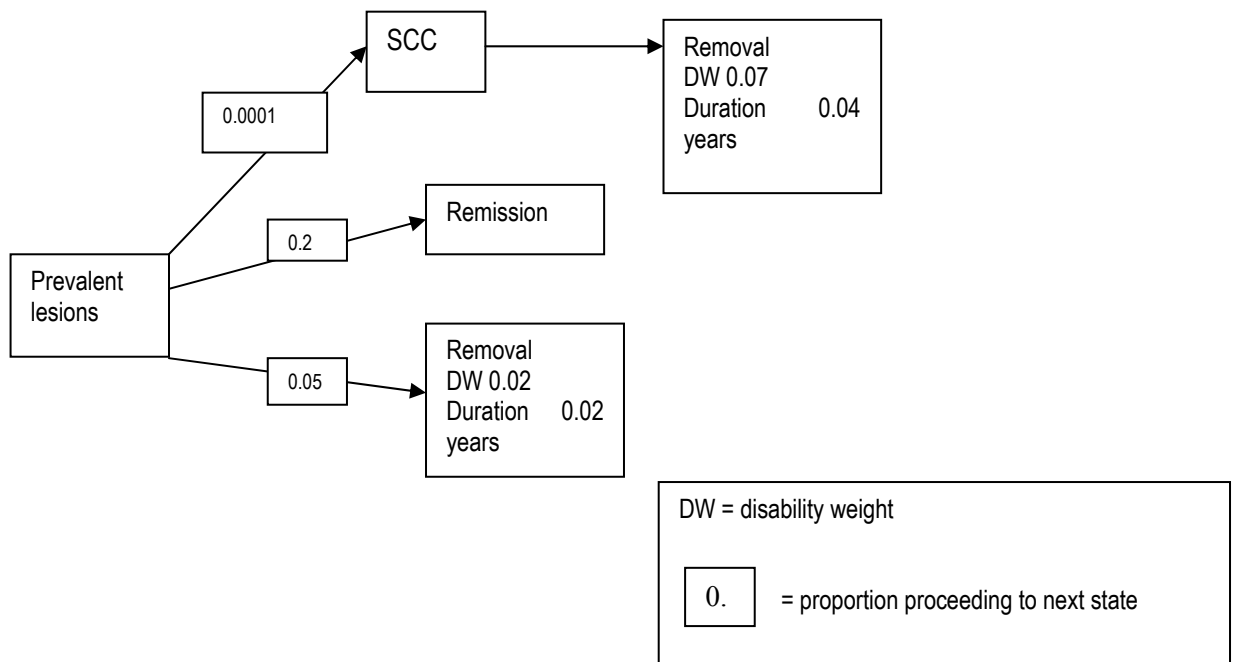 SCC
Removal
DW 0.07
Duration 0.04
years
0.0001
Remission
0.2
Prevalent
lesions
Removal
DW 0.02
Duration 0.02
years
0.05
DW = disability weight
0. = proportion proceeding to next state